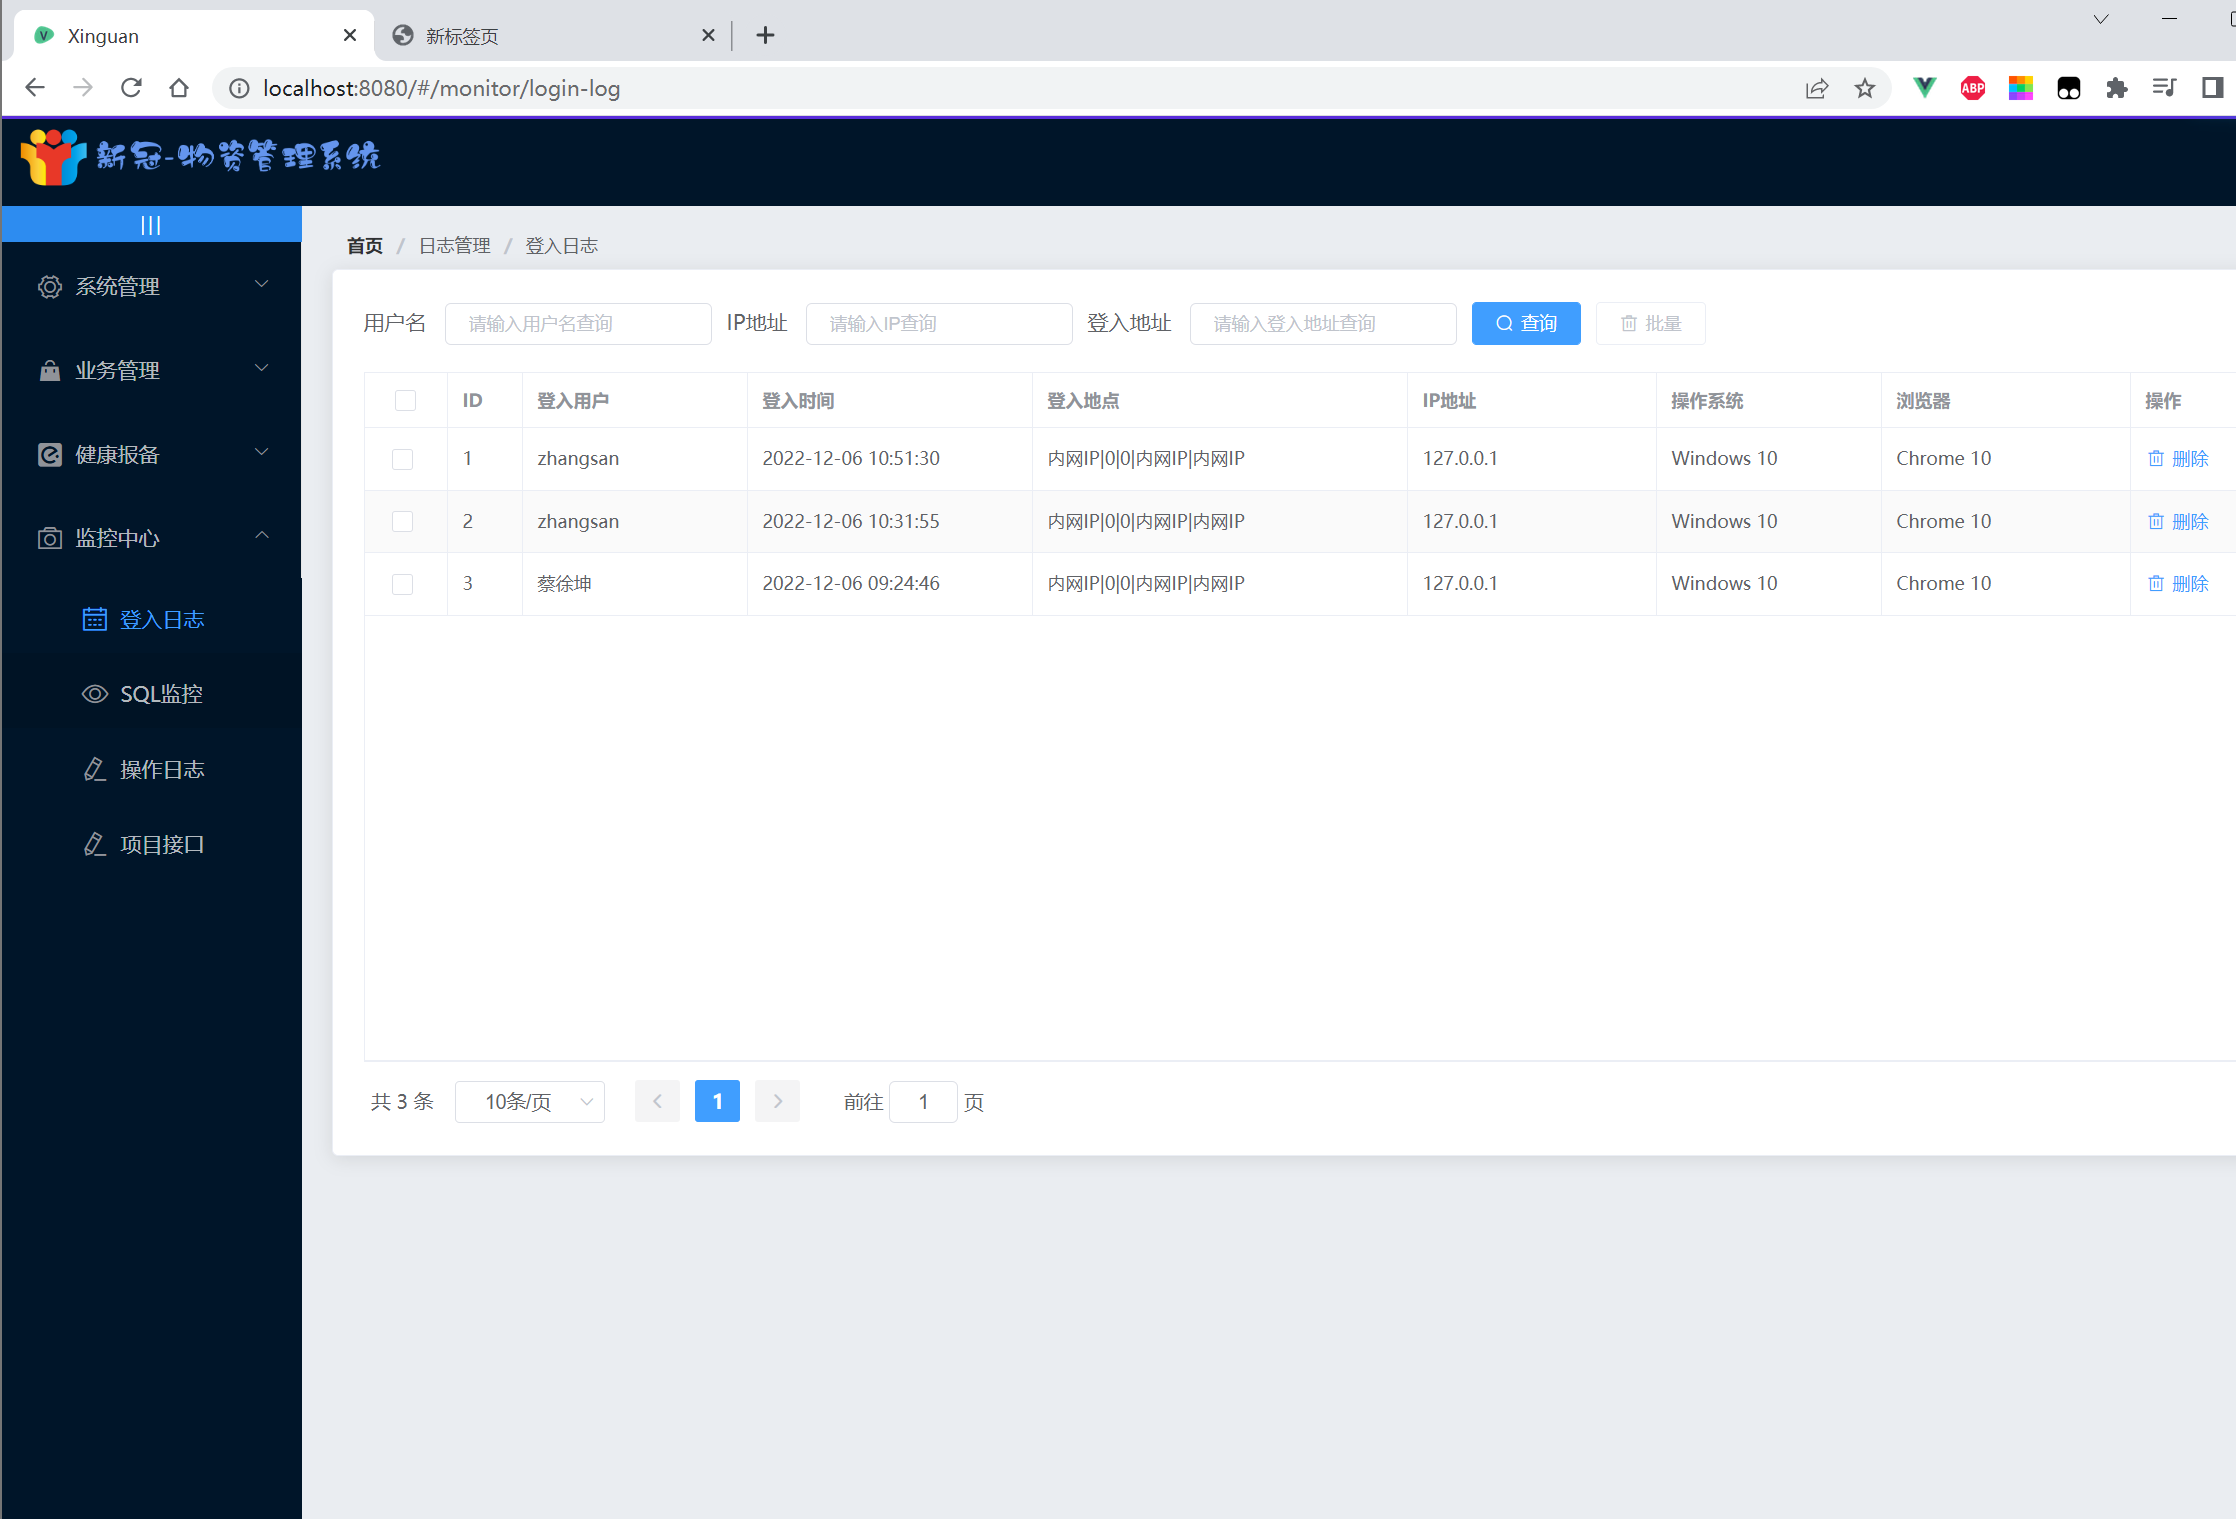 Xinguan
新标签页
localhost:8080/#/monitor/login-log
ABP
新冠-物资管理系统
首页 / 日志管理 / 登入日志
系统管理
业务管理
健康报备
监控中心
登入日志
SQL监控
操作日志
项目接口
用户名 请输入用户名查询 IP地址 请输入IP查询 登入地址 请输入登入地址查询 查询 批量
ID 登入用户 登入时间 登入地点 IP地址 操作系统 浏览器 操作
1 zhangsan 2022-12-06 10:51:30 内网IP|0|0|内网IP|内网IP 127.0.0.1 Windows 10 Chrome 10 删除
2 zhangsan 2022-12-06 10:31:55 内网IP|0|0|内网IP|内网IP 127.0.0.1 Windows 10 Chrome 10 删除
3 蔡徐坤 2022-12-06 09:24:46 内网IP|0|0|内网IP|内网IP 127.0.0.1 Windows 10 Chrome 10 删除
共 3 条 10条/页 1 前往 1 页